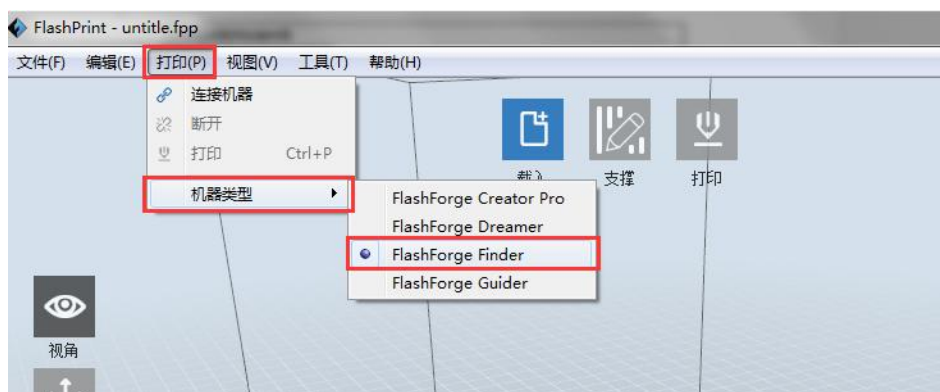 FlashPrint - untitle.fpp
文件(F) 编辑(E) 打印(P) 视图(V) 工具(T) 帮助(H)
连接机器
断开
打印 Ctrl+P
机器类型
载入 支撑 打印
FlashForge Creator Pro
FlashForge Dreamer
FlashForge Finder
FlashForge Guider
视角